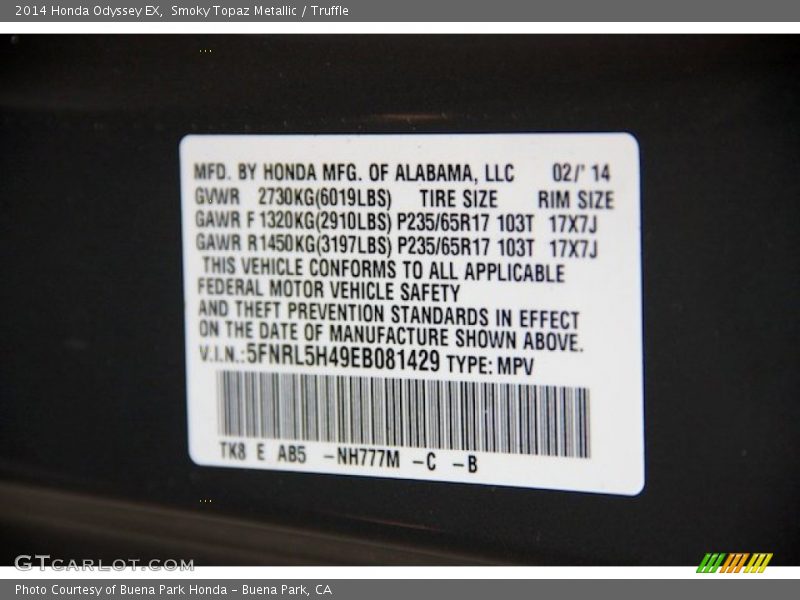 2014 Honda Odyssey EX, Smoky Topaz Metallic / Truffle
MFD. BY HONDA MFG. OF ALABAMA, LLC 02/' 14
GVWR 2730KG(6019LBS) TIRE SIZE RIM SIZE
GAWR F 1320KG(2910LBS) P235/65R17 103T 17X7J
GAWR R1450KG(3197LBS) P235/65R17 103T 17X7J
THIS VEHICLE CONFORMS TO ALL APPLICABLE
FEDERAL MOTOR VEHICLE SAFETY
AND THEFT PREVENTION STANDARDS IN EFFECT
ON THE DATE OF MANUFACTURE SHOWN ABOVE.
V.I.N.:5FNRL5H49EB081429 TYPE: MPV
TK8 E AB5 -NH777M -C -B
GTCARLOT.COM
Photo Courtesy of Buena Park Honda - Buena Park, CA